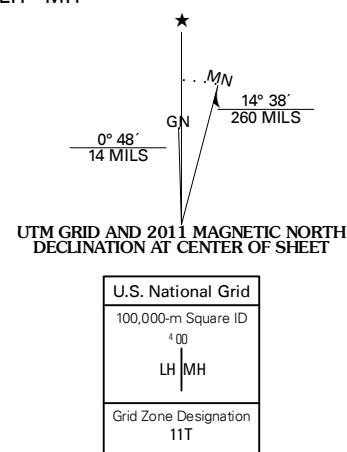 LH MH
★
MN
GN
14° 38´
260 MILS
0° 48´
14 MILS
UTM GRID AND 2011 MAGNETIC NORTH
DECLINATION AT CENTER OF SHEET
U.S. National Grid
100,000-m Square ID
4 00
LH MH
Grid Zone Designation
11T